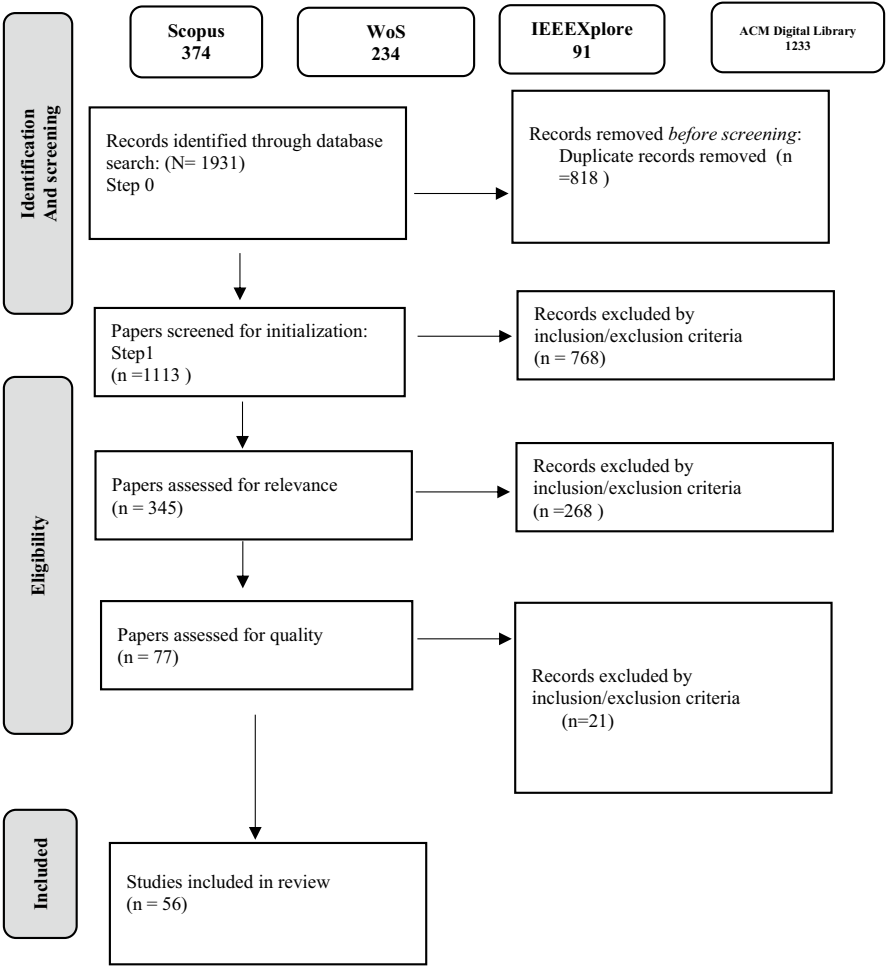 Scopus
374
WoS
234
IEEEXplore
91
ACM Digital Library
1233
Identification
And screening
Records identified through database
search: (N= 1931)
Step 0
Records removed before screening:
Duplicate records removed (n
=818 )
Papers screened for initialization:
Step1
(n =1113 )
Records excluded by
inclusion/exclusion criteria
(n = 768)
Eligibility
Papers assessed for relevance
(n = 345)
Records excluded by
inclusion/exclusion criteria
(n =268 )
Papers assessed for quality
(n = 77)
Records excluded by
inclusion/exclusion criteria
(n=21)
Included
Studies included in review
(n = 56)